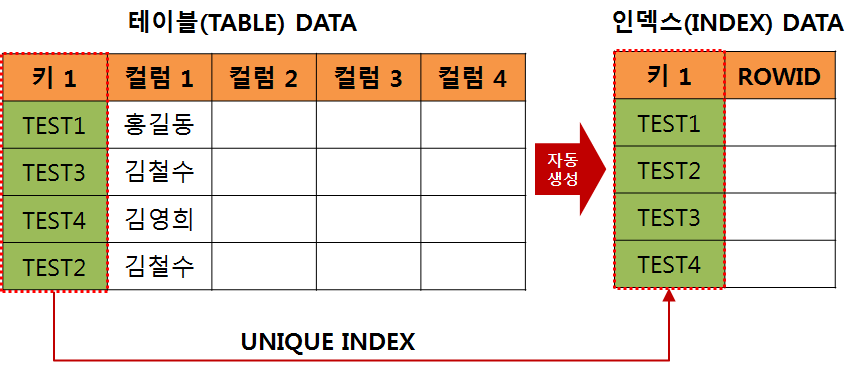 테이블(TABLE) DATA
인덱스(INDEX) DATA
키 1 컬럼 1 컬럼 2 컬럼 3 컬럼 4
TEST1 홍길동
TEST3 김철수
TEST4 김영희
TEST2 김철수
자동
생성
키 1 ROWID
TEST1
TEST2
TEST3
TEST4
UNIQUE INDEX